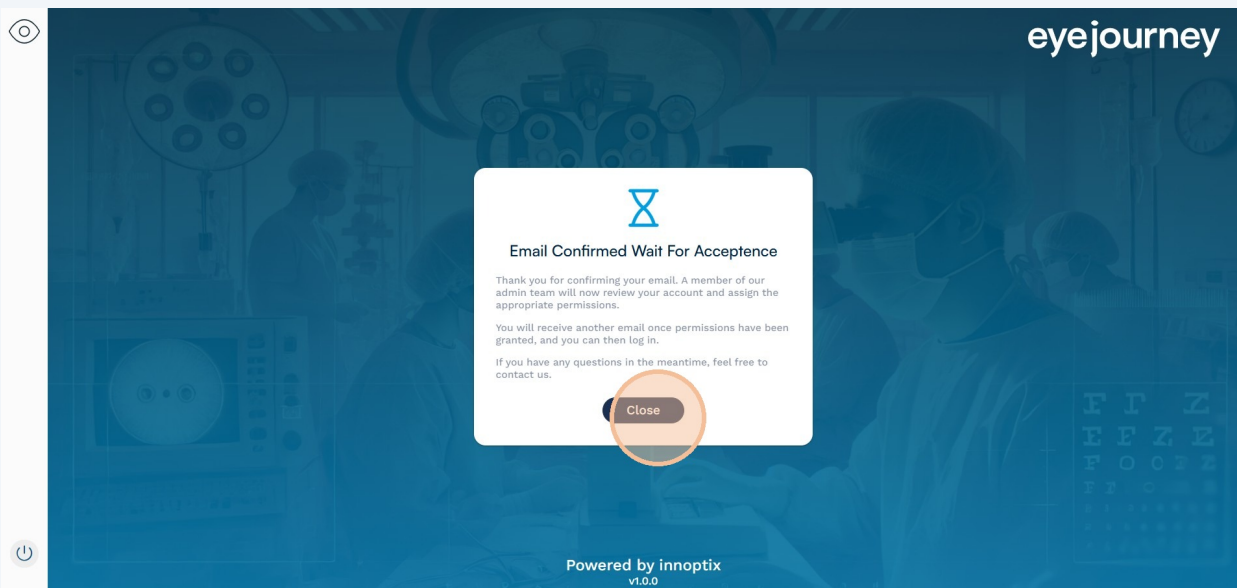 eyejourney
Email Confirmed Wait For Acceptence
Thank you for confirming your email. A member of our
admin team will now review your account and assign the
appropriate permissions.
You will receive another email once permissions have been
granted, and you can then log in.
If you have any questions in the meantime, feel free to
contact us.
Close
Powered by innoptix
v1.0.0